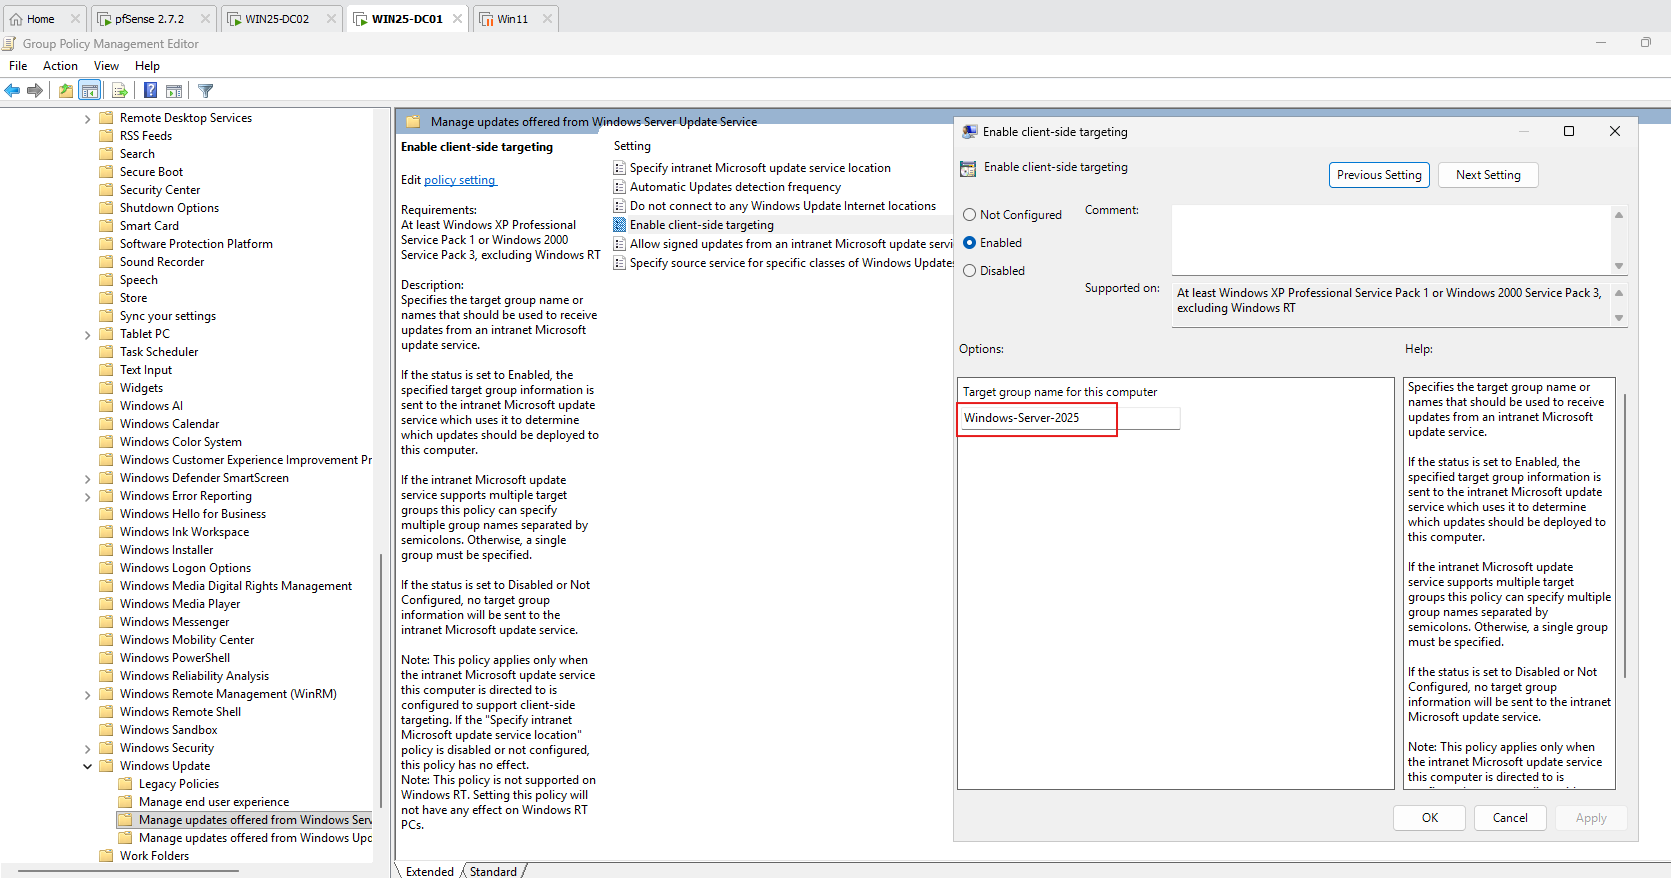 Home
pfSense 2.7.2
WIN25-DC02
WIN25-DC01
Win11
Group Policy Management Editor
File Action View Help
Remote Desktop Services
RSS Feeds
Search
Secure Boot
Security Center
Shutdown Options
Smart Card
Software Protection Platform
Sound Recorder
Speech
Store
Sync your settings
Tablet PC
Task Scheduler
Text Input
Widgets
Windows AI
Windows Calendar
Windows Color System
Windows Customer Experience Improvement Pr
Windows Defender SmartScreen
Windows Error Reporting
Windows Hello for Business
Windows Ink Workspace
Windows Installer
Windows Logon Options
Windows Media Digital Rights Management
Windows Media Player
Windows Messenger
Windows Mobility Center
Windows PowerShell
Windows Reliability Analysis
Windows Remote Management (WinRM)
Windows Remote Shell
Windows Sandbox
Windows Security
Windows Update
Legacy Policies
Manage end user experience
Manage updates offered from Windows Serv
Manage updates offered from Windows Upd
Work Folders
Manage updates offered from Windows Server Update Service
Enable client-side targeting
Edit policy setting
Requirements:
At least Windows XP Professional
Service Pack 1 or Windows 2000
Service Pack 3, excluding Windows RT
Description:
Specifies the target group name or
names that should be used to receive
updates from an intranet Microsoft
update service.
If the status is set to Enabled, the
specified target group information is
sent to the intranet Microsoft update
service which uses it to determine
which updates should be deployed to
this computer.
If the intranet Microsoft update
service supports multiple target
groups this policy can specify
multiple group names separated by
semicolons. Otherwise, a single
group must be specified.
If the status is set to Disabled or Not
Configured, no target group
information will be sent to the
intranet Microsoft update service.
Note: This policy applies only when
the intranet Microsoft update service
this computer is directed to is
configured to support client-side
targeting. If the "Specify intranet
Microsoft update service location"
policy is disabled or not configured,
this policy has no effect.
Note: This policy is not supported on
Windows RT. Setting this policy will
not have any effect on Windows RT
PCs.
Setting
Specify intranet Microsoft update service location
Automatic Updates detection frequency
Do not connect to any Windows Update Internet locations
Enable client-side targeting
Allow signed updates from an intranet Microsoft update servi
Specify source service for specific classes of Windows Updates
Extended
Standard
Enable client-side targeting
Enable client-side targeting
Previous Setting
Next Setting
Not Configured
Enabled
Disabled
Comment:
Supported on:
At least Windows XP Professional Service Pack 1 or Windows 2000 Service Pack 3,
excluding Windows RT
Options:
Target group name for this computer
Windows-Server-2025
Help:
Specifies the target group name or
names that should be used to receive
updates from an intranet Microsoft
update service.
If the status is set to Enabled, the
specified target group information is
sent to the intranet Microsoft update
service which uses it to determine
which updates should be deployed to
this computer.
If the intranet Microsoft update
service supports multiple target
groups this policy can specify multiple
group names separated by
semicolons. Otherwise, a single group
must be specified.
If the status is set to Disabled or Not
Configured, no target group
information will be sent to the intranet
Microsoft update service.
Note: This policy applies only when
the intranet Microsoft update service
this computer is directed to is
OK
Cancel
Apply